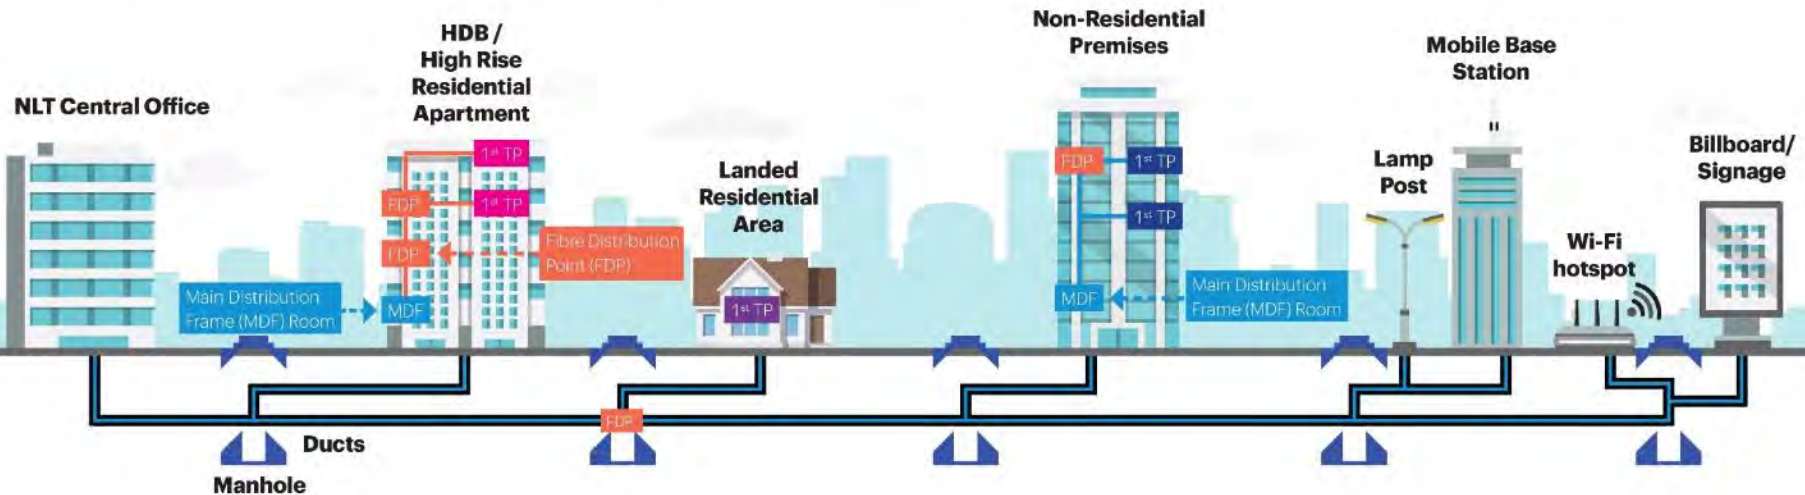 NLT Central Office
HDB /
High Rise
Residential
Apartment
1st TP
FDP
1st TP
FDP
Fibre Distribution
Point (FDP)
Main Distribution
Frame (MDF) Room
MDF
Landed
Residential
Area
1st TP
Non-Residential
Premises
FDP
1st TP
1st TP
MDF
Main Distribution
Frame (MDF) Room
Lamp
Post
Mobile Base
Station
Wi-Fi
hotspot
Billboard/
Signage
FDP
Ducts
Manhole